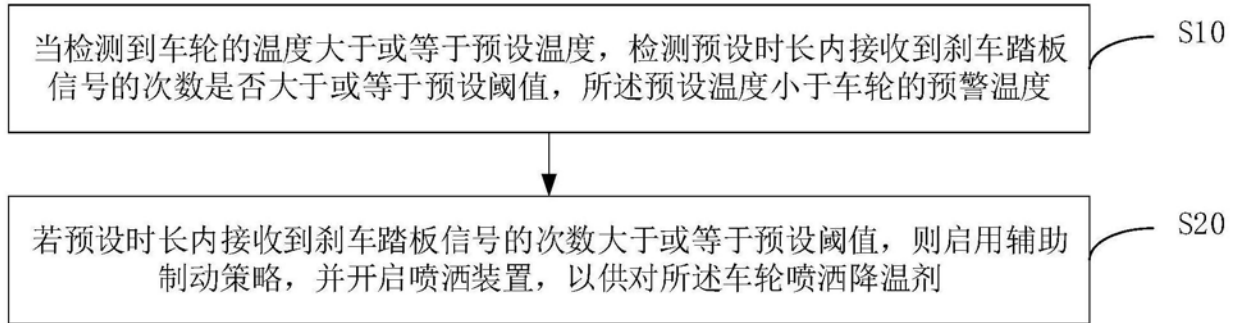 当检测到车轮的温度大于或等于预设温度，检测预设时长内接收到刹车踏板
信号的次数是否大于或等于预设阈值，所述预设温度小于车轮的预警温度
S10
若预设时长内接收到刹车踏板信号的次数大于或等于预设阈值，则启用辅助
制动策略，并开启喷洒装置，以供对所述车轮喷洒降温剂
S20